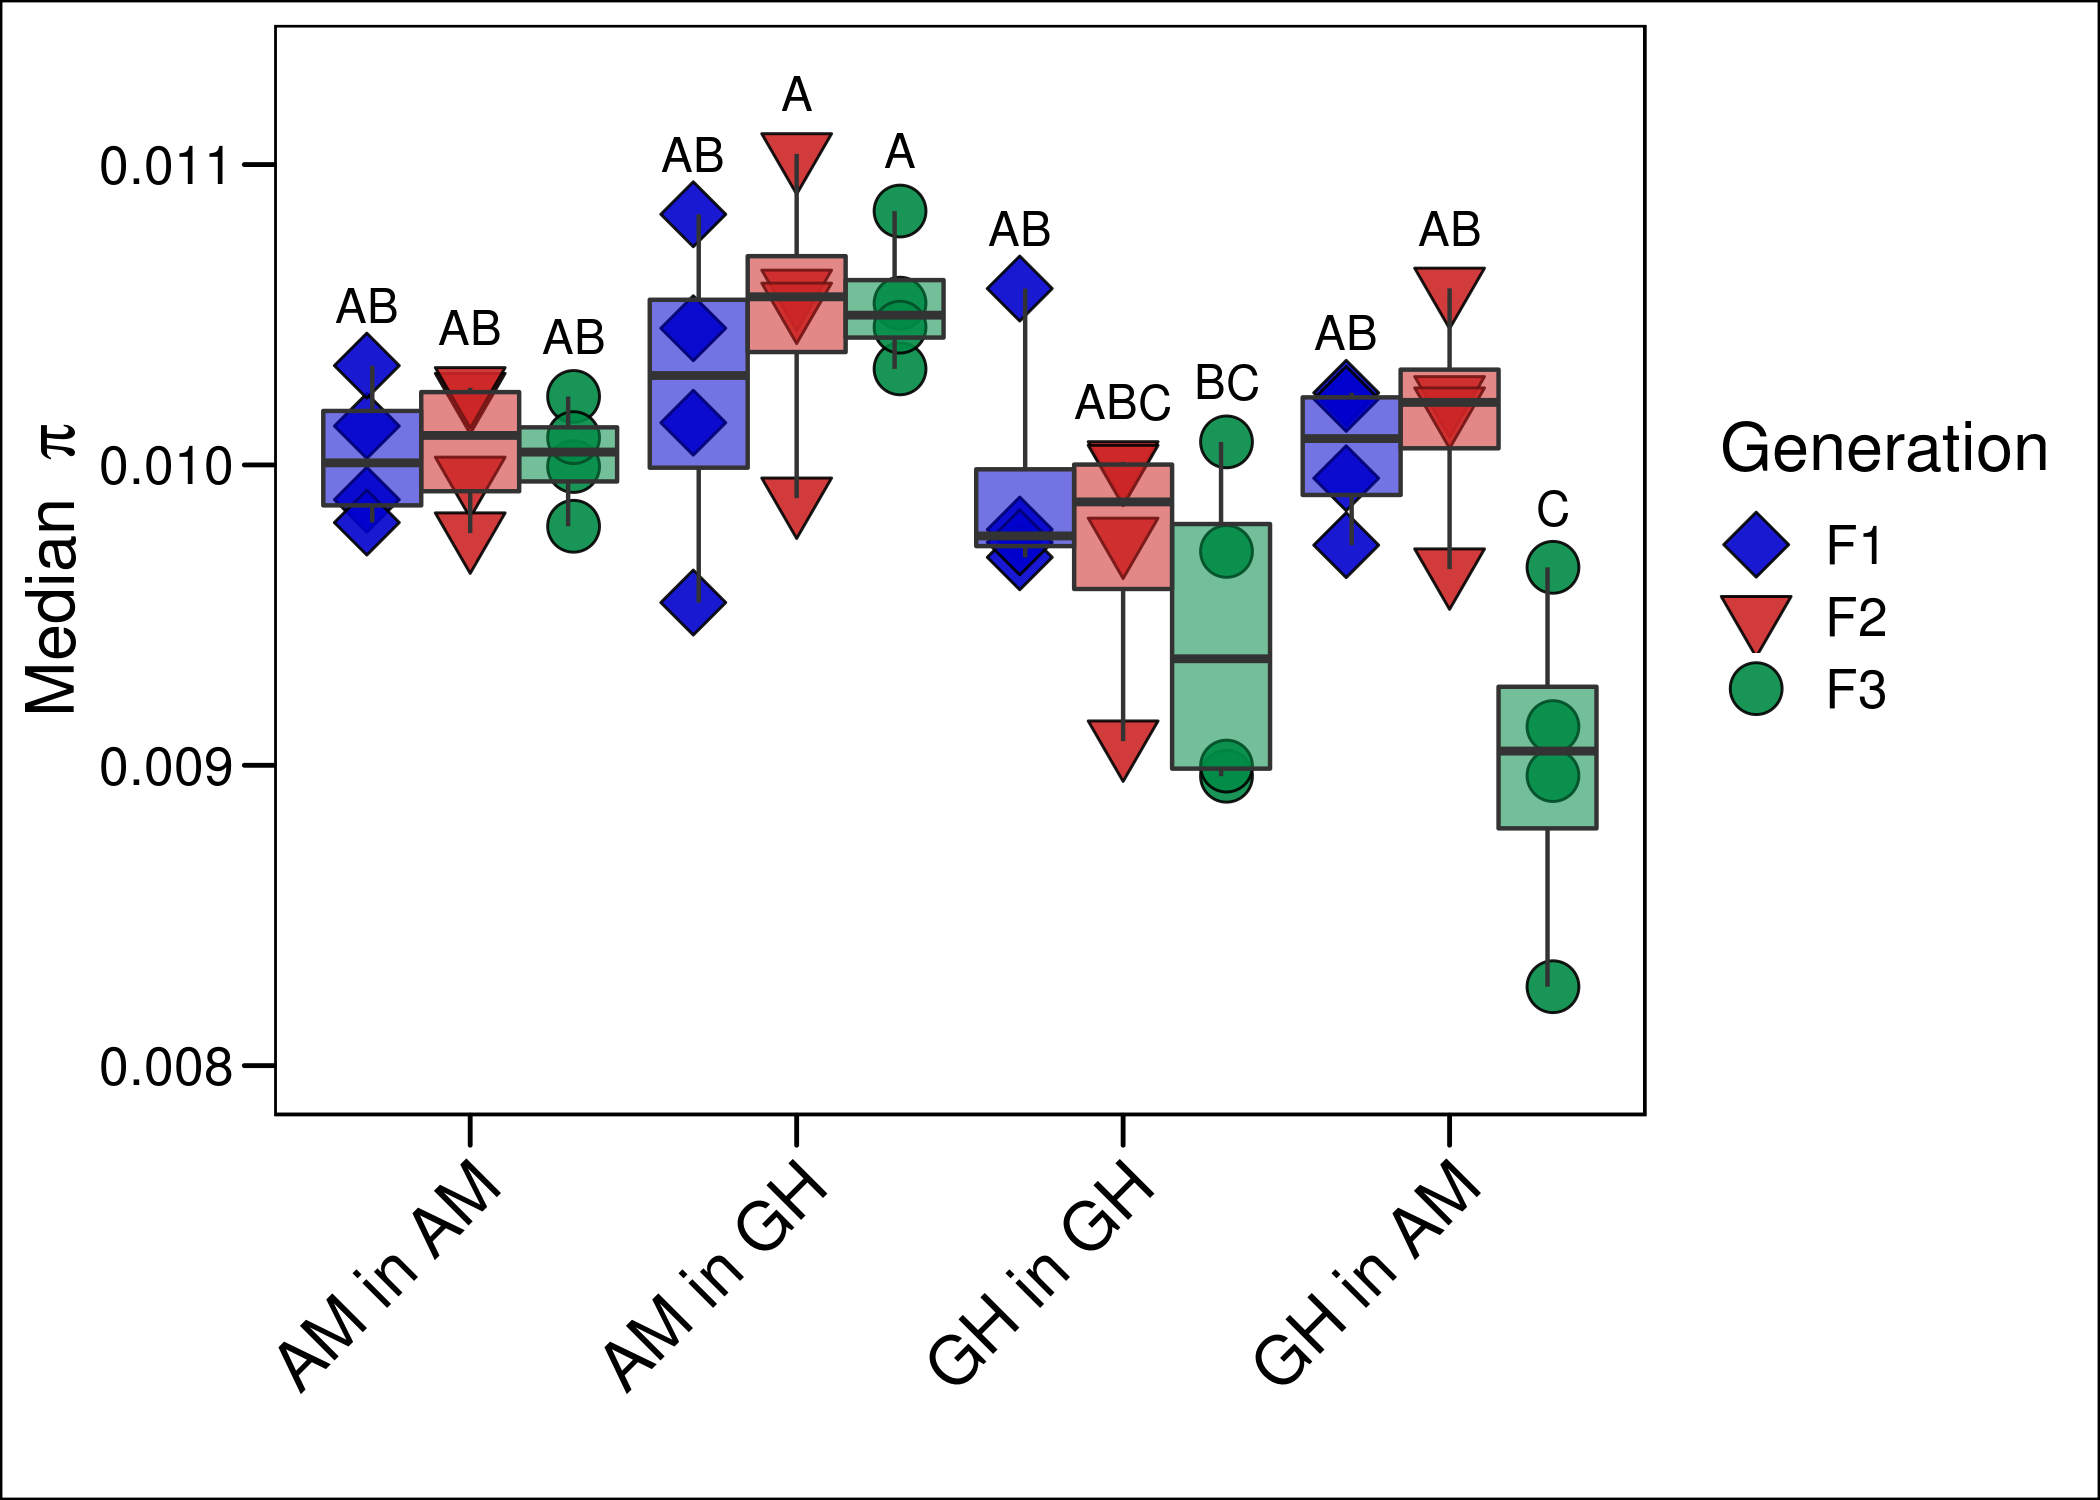 Median π
0.011
0.010
0.009
0.008
AB
AB
AB
AB
A
A
AB
ABC
BC
AB
AB
C
AM in AM
AM in GH
GH in GH
GH in AM
Generation
F1
F2
F3